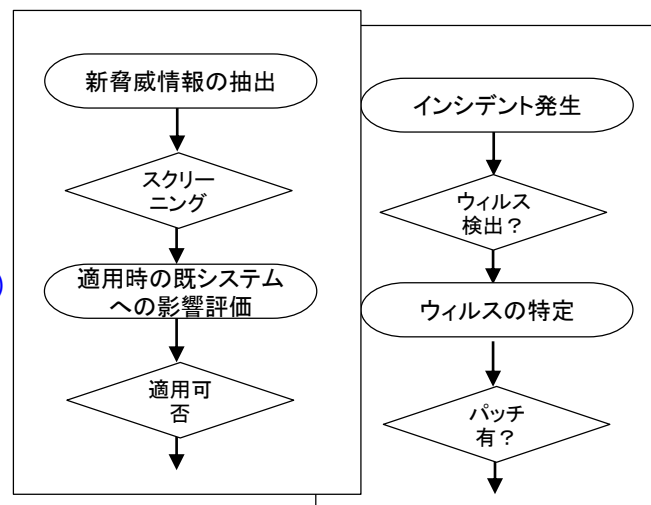 新脅威情報の抽出
スクリー
ニング
適用時の既システム
への影響評価
適用可
否
インシデント発生
ウィルス
検出？
ウィルスの特定
パッチ
有？